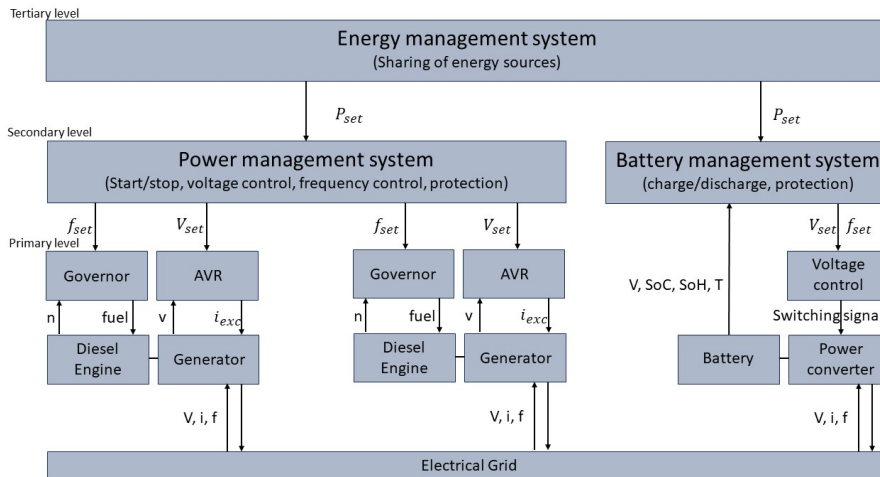 Tertiary level
Energy management system
(Sharing of energy sources)
P_set
P_set
Secondary level
Power management system
(Start/stop, voltage control, frequency control, protection)
Battery management system
(charge/discharge, protection)
f_set
V_set
f_set
V_set
V_set f_set
Primary level
Governor
AVR
Governor
AVR
Voltage
control
V, SoC, SoH, T
n
fuel
v
i_exc
n
fuel
v
i_exc
Switching signal
Diesel
Engine
Generator
Diesel
Engine
Generator
Battery
Power
converter
V, i, f
V, i, f
V, i, f
Electrical Grid